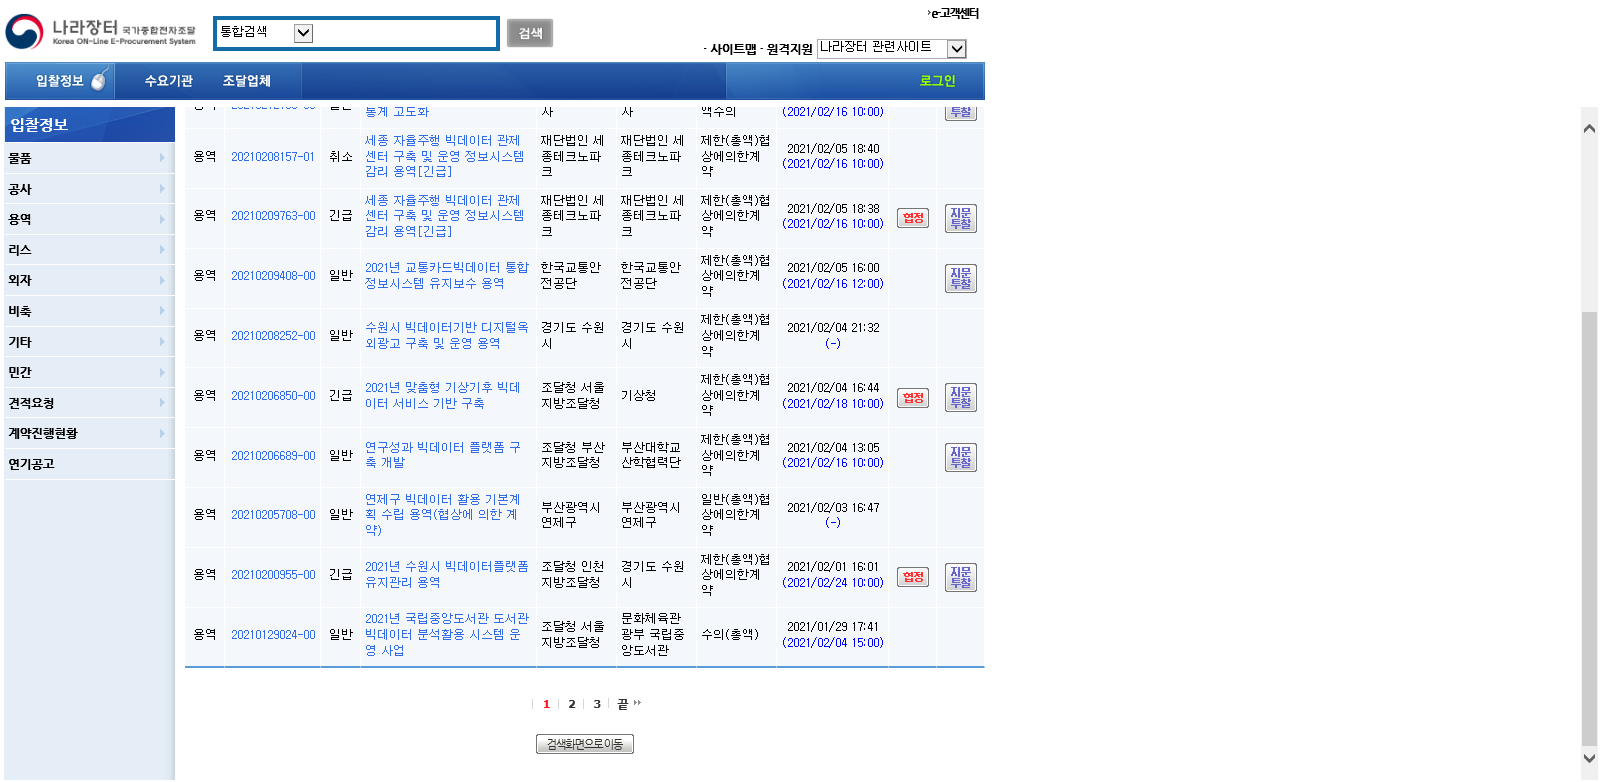 e-고객센터
나라장터 국가종합전자조달
Korea ON-Line E-Procurement System
통합검색
검색
- 사이트맵 - 원격지원
나라장터 관련사이트
입찰정보
수요기관
조달업체
로그인
입찰정보
물품
공사
용역
리스
외자
비축
기타
민간
견적요청
계약진행현황
연기공고
통계 고도화
사
사
액수의
(2021/02/16 10:00)
투찰
용역
20210208157-01
취소
세종 자율주행 빅데이터 관제
센터 구축 및 운영 정보시스템
감리 용역[긴급]
재단법인 세
종테크노파
크
재단법인 세
종테크노파
크
제한(총액)협
상에의한계
약
2021/02/05 18:40
(2021/02/16 10:00)
용역
20210209763-00
긴급
세종 자율주행 빅데이터 관제
센터 구축 및 운영 정보시스템
감리 용역[긴급]
재단법인 세
종테크노파
크
재단법인 세
종테크노파
크
제한(총액)협
상에의한계
약
2021/02/05 18:38
(2021/02/16 10:00)
협정
지문
투찰
용역
20210209408-00
일반
2021년 교통카드빅데이터 통합
정보시스템 유지보수 용역
한국교통안
전공단
한국교통안
전공단
제한(총액)협
상에의한계
약
2021/02/05 16:00
(2021/02/16 12:00)
지문
투찰
용역
20210208252-00
일반
수원시 빅데이터기반 디지털옥
외광고 구축 및 운영 용역
경기도 수원
시
경기도 수원
시
제한(총액)협
상에의한계
약
2021/02/04 21:32
(-)
용역
20210206850-00
긴급
2021년 맞춤형 기상기후 빅데
이터 서비스 기반 구축
조달청 서울
지방조달청
기상청
제한(총액)협
상에의한계
약
2021/02/04 16:44
(2021/02/18 10:00)
협정
지문
투찰
용역
20210206689-00
일반
연구성과 빅데이터 플랫폼 구
축 개발
조달청 부산
지방조달청
부산대학교
산학협력단
제한(총액)협
상에의한계
약
2021/02/04 13:05
(2021/02/16 10:00)
지문
투찰
용역
20210205708-00
일반
연제구 빅데이터 활용 기본계
획 수립 용역(협상에 의한 계
약)
부산광역시
연제구
부산광역시
연제구
일반(총액)협
상에의한계
약
2021/02/03 16:47
(-)
용역
20210200955-00
긴급
2021년 수원시 빅데이터플랫폼
유지관리 용역
조달청 인천
지방조달청
경기도 수원
시
제한(총액)협
상에의한계
약
2021/02/01 16:01
(2021/02/24 10:00)
협정
지문
투찰
용역
20210129024-00
일반
2021년 국립중앙도서관 도서관
빅데이터 분석활용 시스템 운
영 사업
조달청 서울
지방조달청
문화체육관
광부 국립중
앙도서관
수의(총액)
2021/01/29 17:41
(2021/02/04 15:00)
1 2 3 끝
검색화면으로 이동